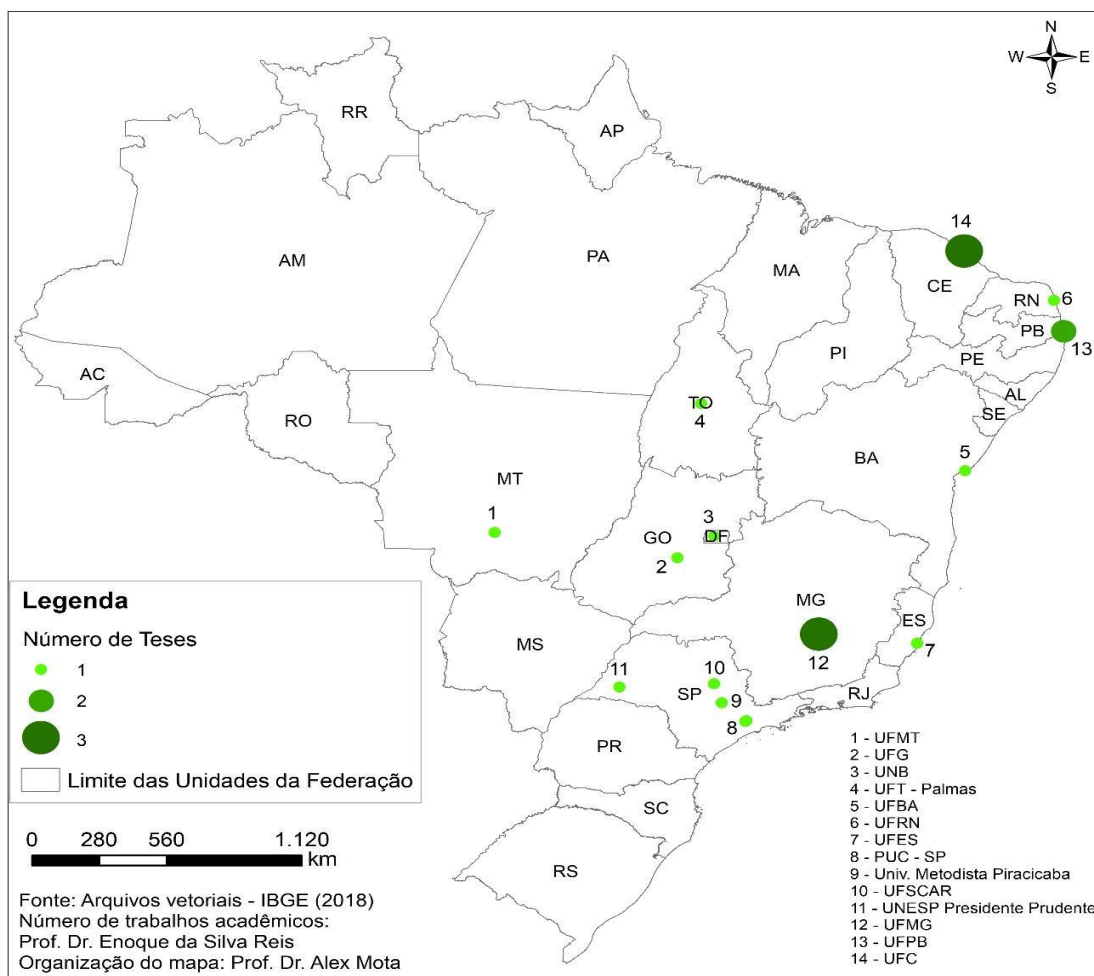 N
W E
S
RR
AP
14
AM
PA
MA
CE
RN
6
PB
13
PI
PE
AC
AL
TO
SE
4
RO
BA
5
MT
1
3
GO
DF
2
MG
ES
12
7
MS
11
10
SP
9
RJ
8
PR
SC
RS
Legenda
Número de Teses
1
2
3
Limite das Unidades da Federação
0 280 560 1.120
km
Fonte: Arquivos vetoriais - IBGE (2018)
Número de trabalhos acadêmicos:
Prof. Dr. Enoque da Silva Reis
Organização do mapa: Prof. Dr. Alex Mota
1 - UFMT
2 - UFG
3 - UNB
4 - UFT - Palmas
5 - UFBA
6 - UFRN
7 - UFES
8 - PUC - SP
9 - Univ. Metodista Piracicaba
10 - UFSCAR
11 - UNESP Presidente Prudente
12 - UFMG
13 - UFPB
14 - UFC